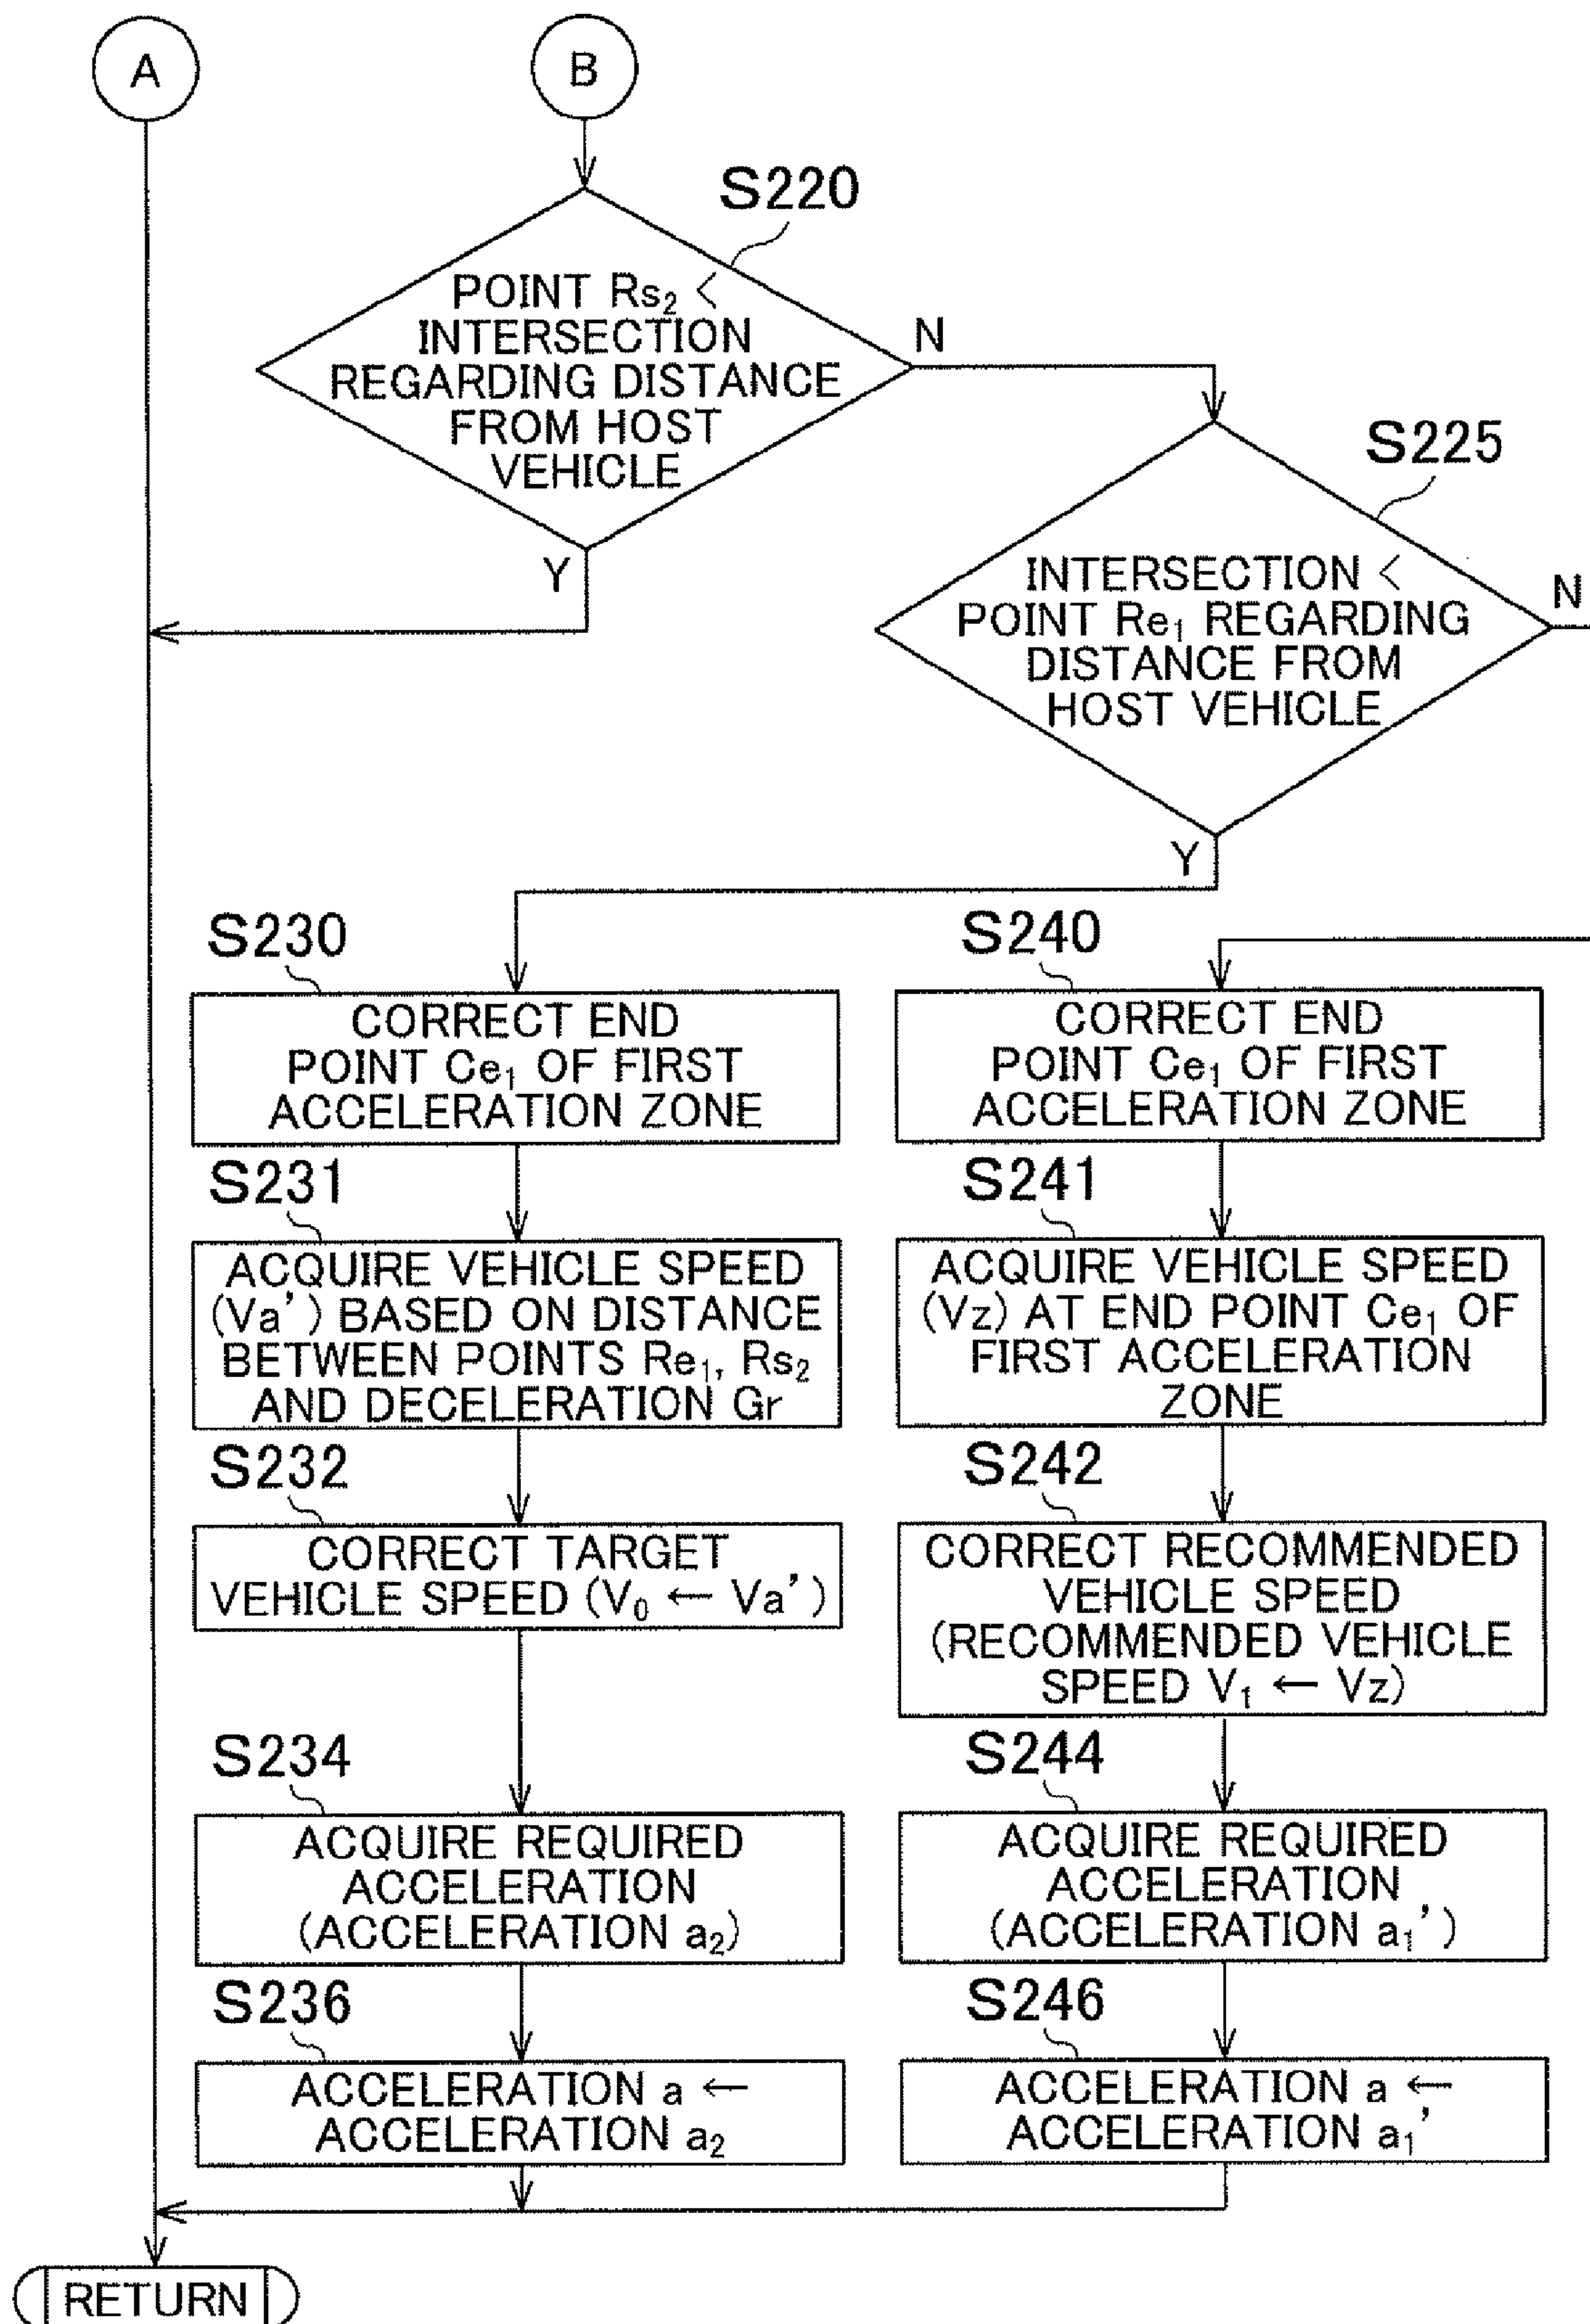 A
B
S220
POINT Rs₂ <
INTERSECTION
REGARDING DISTANCE
FROM HOST
VEHICLE
N
Y
S225
INTERSECTION <
POINT Re₁ REGARDING
DISTANCE FROM
HOST VEHICLE
N
Y
S230
CORRECT END
POINT Ce₁ OF FIRST
ACCELERATION ZONE
S231
ACQUIRE VEHICLE SPEED
(Va') BASED ON DISTANCE
BETWEEN POINTS Re₁, Rs₂
AND DECELERATION Gr
S232
CORRECT TARGET
VEHICLE SPEED (V₀ ← Va')
S234
ACQUIRE REQUIRED
ACCELERATION
(ACCELERATION a₂)
S236
ACCELERATION a ←
ACCELERATION a₂
S240
CORRECT END
POINT Ce₁ OF FIRST
ACCELERATION ZONE
S241
ACQUIRE VEHICLE SPEED
(Vz) AT END POINT Ce₁ OF
FIRST ACCELERATION
ZONE
S242
CORRECT RECOMMENDED
VEHICLE SPEED
(RECOMMENDED VEHICLE
SPEED V₁ ← Vz)
S244
ACQUIRE REQUIRED
ACCELERATION
(ACCELERATION a₁')
S246
ACCELERATION a ←
ACCELERATION a₁'
RETURN